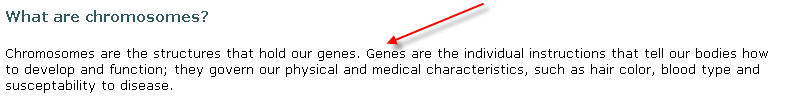 What are chromosomes?
Chromosomes are the structures that hold our genes. Genes are the individual instructions that tell our bodies how
to develop and function; they govern our physical and medical characteristics, such as hair color, blood type and
susceptability to disease.